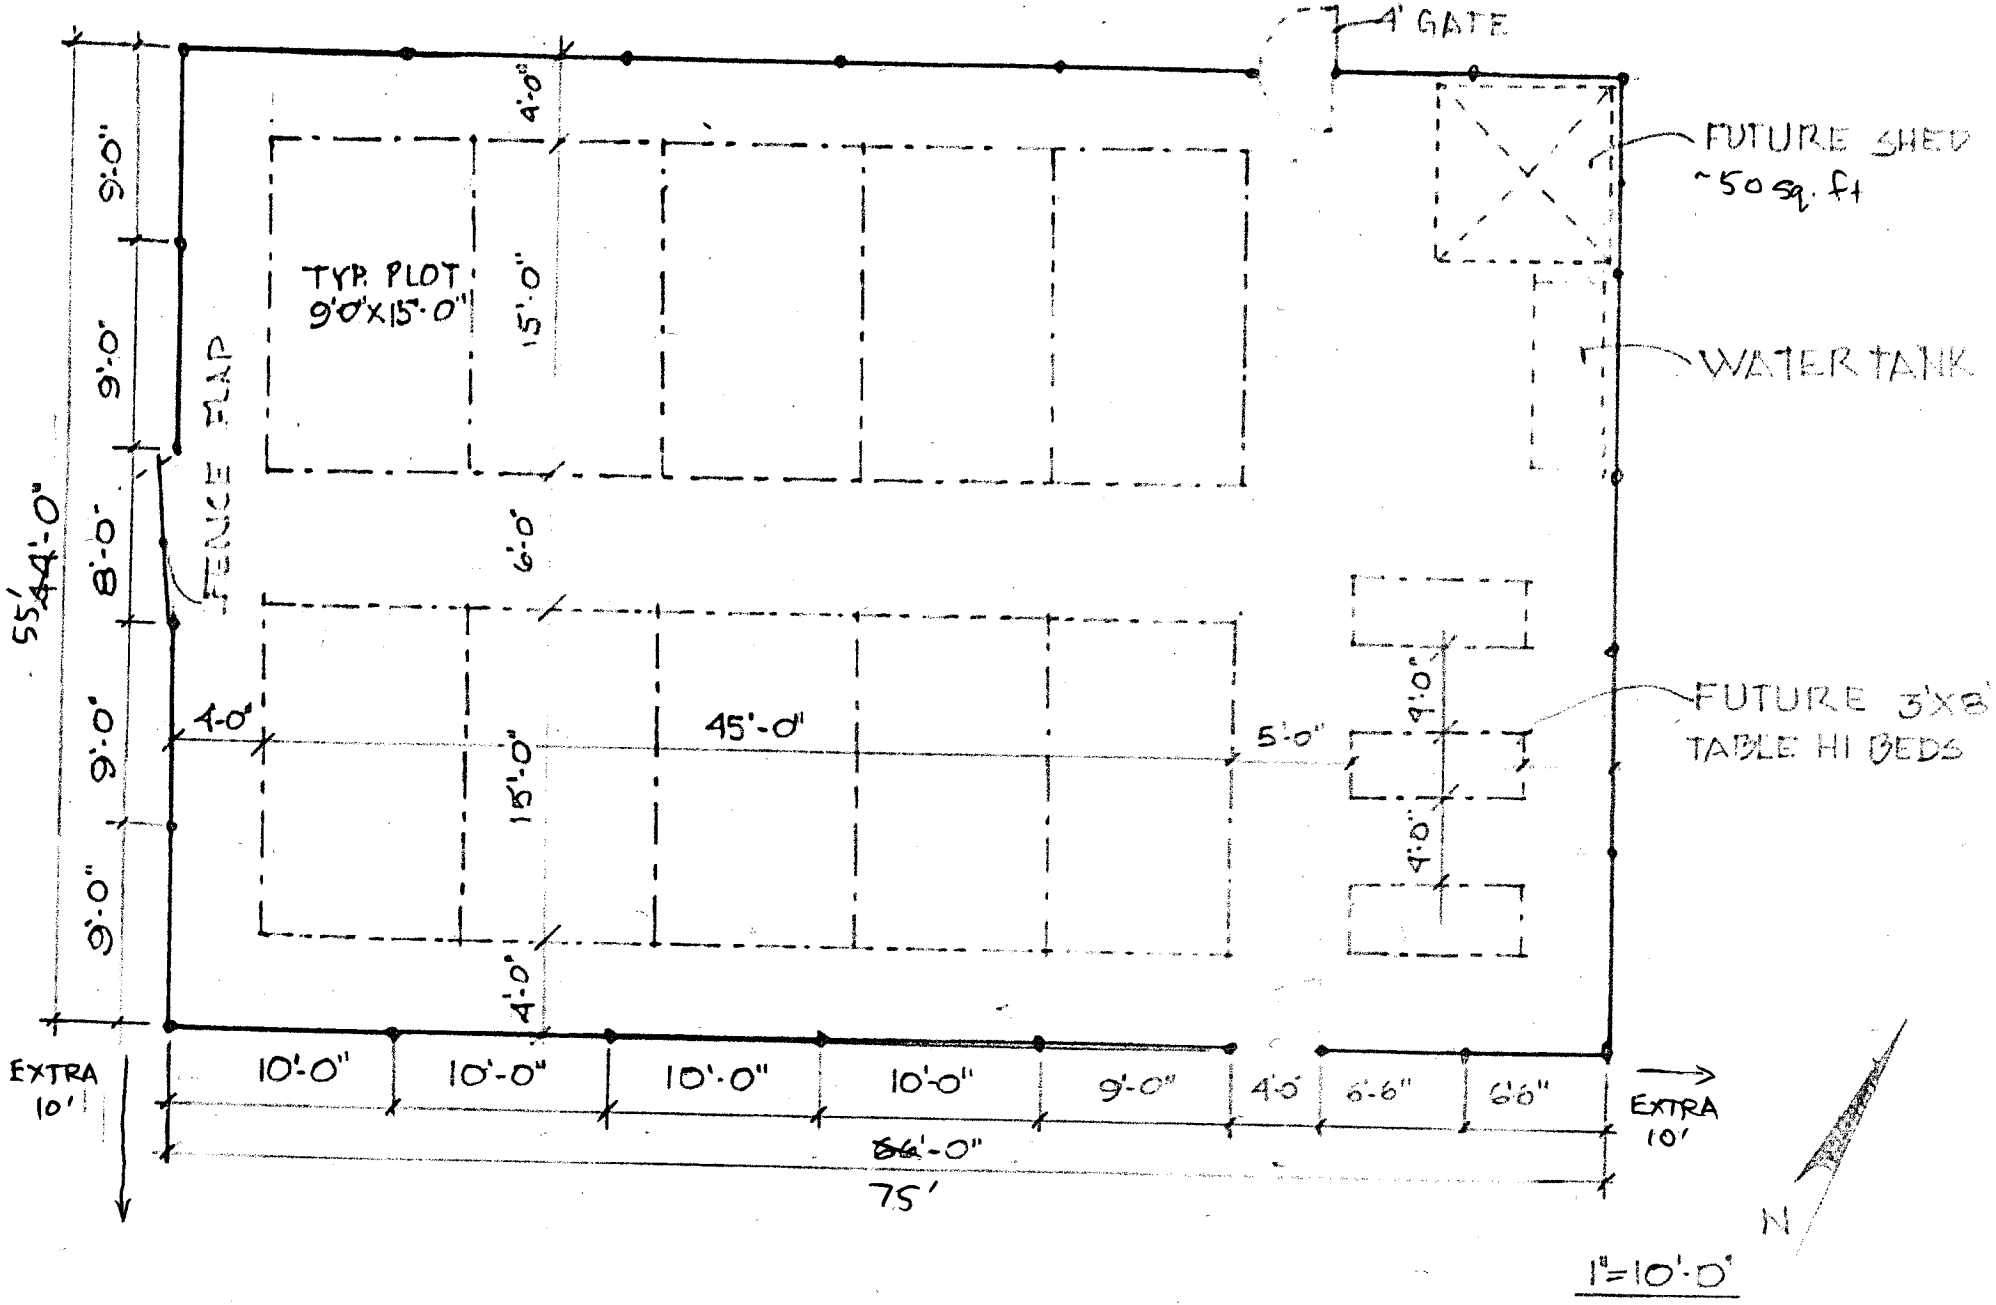 4' GATE
4'-0"
9'-0"
FUTURE SHED
~50 sq. ft
TYP. PLOT
9'0"X15'-0"
15'-0"
9'-0"
FENCE FLAP
WATER TANK
55'
44'-0"
8'-0"
6'-0"
9'-0"
4'-0"
45'-0"
5'-0"
4'-0"
FUTURE 3'X8'
TABLE HI BEDS
15'-0"
4'-0"
9'-0"
4'-0"
EXTRA
10'
10'-0"
10'-0"
10'-0"
10'-0"
9'-0"
4'-0
6'-6"
6'6"
EXTRA
10'
-0"
75'
N
1"=10'-0"